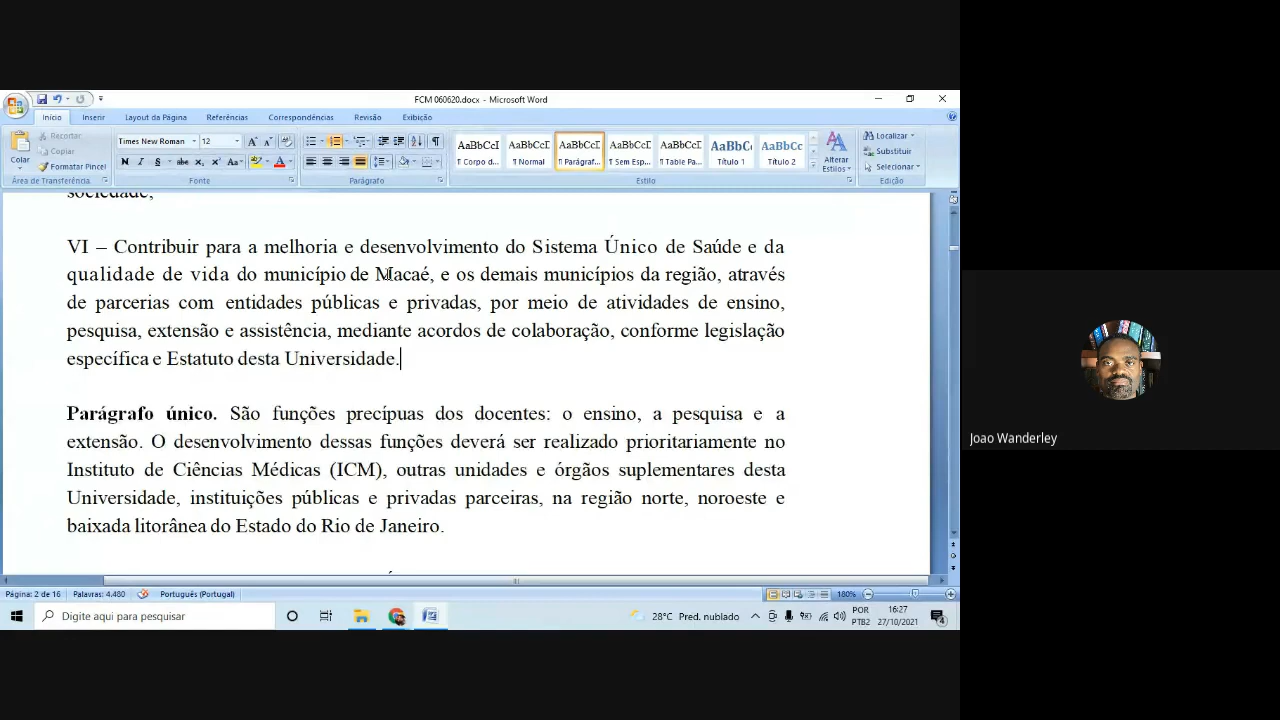 FCM 060620.docx - Microsoft Word
Início Inserir Layout da Página Referências Correspondências Revisão Exibição
Colar
Recortar
Copiar
Formatar Pincel
Área de Transferência
Times New Roman 12
Fonte
Parágrafo
AaBbCcI AaBbCcI AaBbCcI AaBbCcI AaBbCcI AaBbC AaBbCc
¶ Corpo d... ¶ Normal ¶ Parágraf... ¶ Sem Esp... ¶ Table Pa... Título 1 Título 2
Alterar Estilos
Estilo
Localizar
Substituir
Selecionar
Edição
sociedade;
VI – Contribuir para a melhoria e desenvolvimento do Sistema Único de Saúde e da
qualidade de vida do município de Macaé, e os demais municípios da região, através
de parcerias com entidades públicas e privadas, por meio de atividades de ensino,
pesquisa, extensão e assistência, mediante acordos de colaboração, conforme legislação
específica e Estatuto desta Universidade.
Parágrafo único. São funções precípuas dos docentes: o ensino, a pesquisa e a
extensão. O desenvolvimento dessas funções deverá ser realizado prioritariamente no
Instituto de Ciências Médicas (ICM), outras unidades e órgãos suplementares desta
Universidade, instituições públicas e privadas parceiras, na região norte, noroeste e
baixada litorânea do Estado do Rio de Janeiro.
Joao Wanderley
Página: 2 de 16 Palavras: 4.480 Português (Portugal) 180%
Digite aqui para pesquisar
28°C Pred. nublado
POR
PTB2
16:27
27/10/2021
4